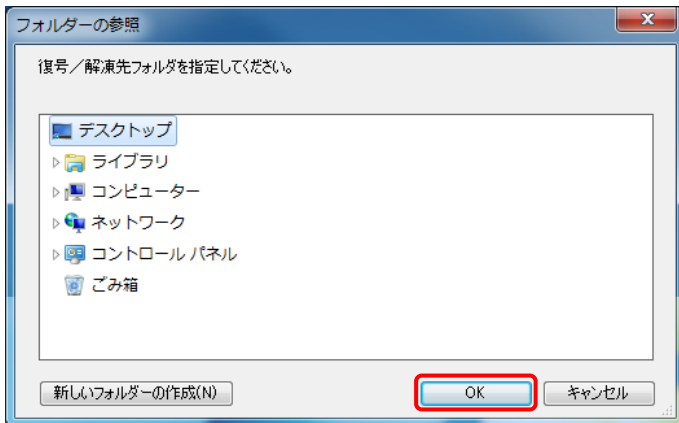 フォルダーの参照
復号／解凍先フォルダを指定してください。
デスクトップ
ライブラリ
コンピューター
ネットワーク
コントロール パネル
ごみ箱
新しいフォルダーの作成(N)
OK
キャンセル